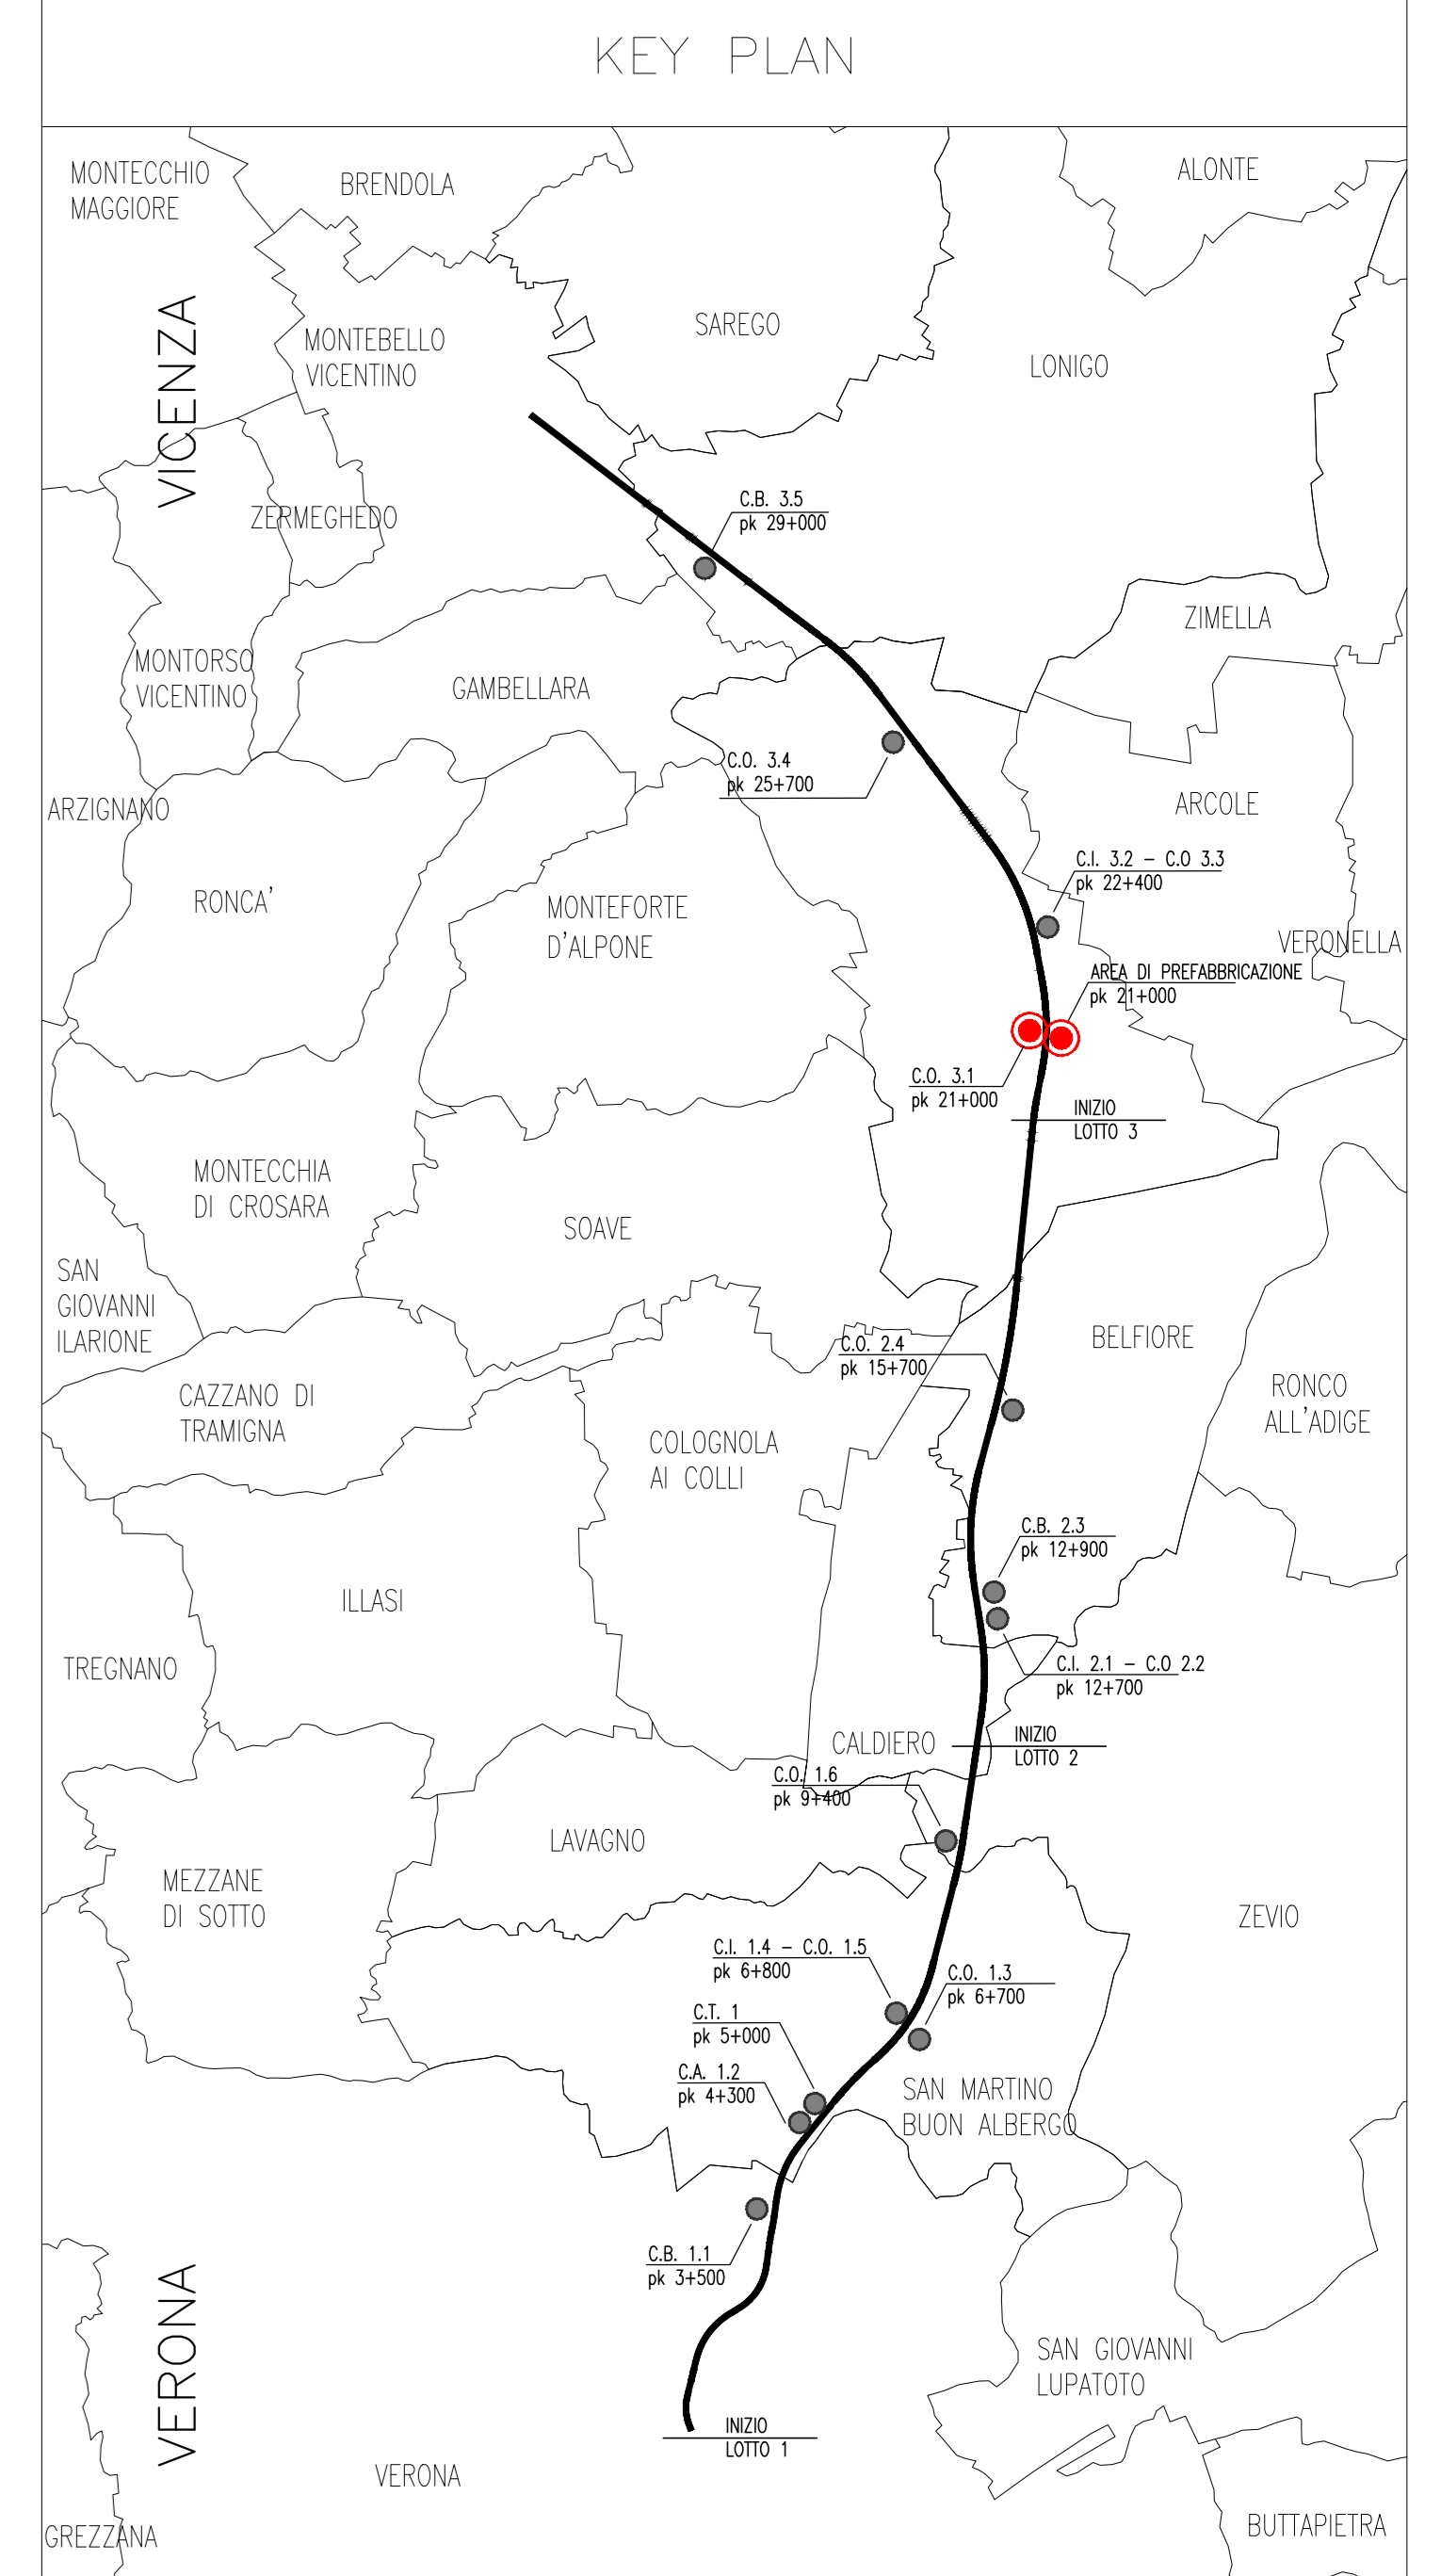 KEY PLAN
MONTECCHIO
MAGGIORE
BRENDOLA
ALONTE
VICENZA
SAREGO
MONTEBELLO
VICENTINO
LONIGO
C.B. 3.5
pk 29+000
ZERMEGHEDO
ZIMELLA
MONTORSO
VICENTINO
GAMBELLARA
C.O. 3.4
pk 25+700
ARZIGNANO
ARCOLE
C.I. 3.2 - C.O 3.3
pk 22+400
RONCA'
MONTEFORTE
D'ALPONE
VERONELLA
AREA DI PREFABBRICAZIONE
pk 21+000
C.O. 3.1
pk 21+000
INIZIO
LOTTO 3
MONTECCHIA
DI CROSARA
SOAVE
SAN
GIOVANNI
ILARIONE
C.O. 2.4
pk 15+700
BELFIORE
CAZZANO DI
TRAMIGNA
RONCO
ALL'ADIGE
COLOGNOLA
AI COLLI
C.B. 2.3
pk 12+900
ILLASI
TREGNANO
C.I. 2.1 - C.O 2.2
pk 12+700
CALDIERO
INIZIO
LOTTO 2
C.O. 1.6
pk 9+400
LAVAGNO
MEZZANE
DI SOTTO
ZEVIO
C.I. 1.4 - C.O. 1.5
pk 6+800
C.O. 1.3
pk 6+700
C.T. 1
pk 5+000
C.A. 1.2
pk 4+300
SAN MARTINO
BUON ALBERGO
C.B. 1.1
pk 3+500
VERONA
SAN GIOVANNI
LUPATOTO
INIZIO
LOTTO 1
VERONA
GREZZANA
BUTTAPIETRA